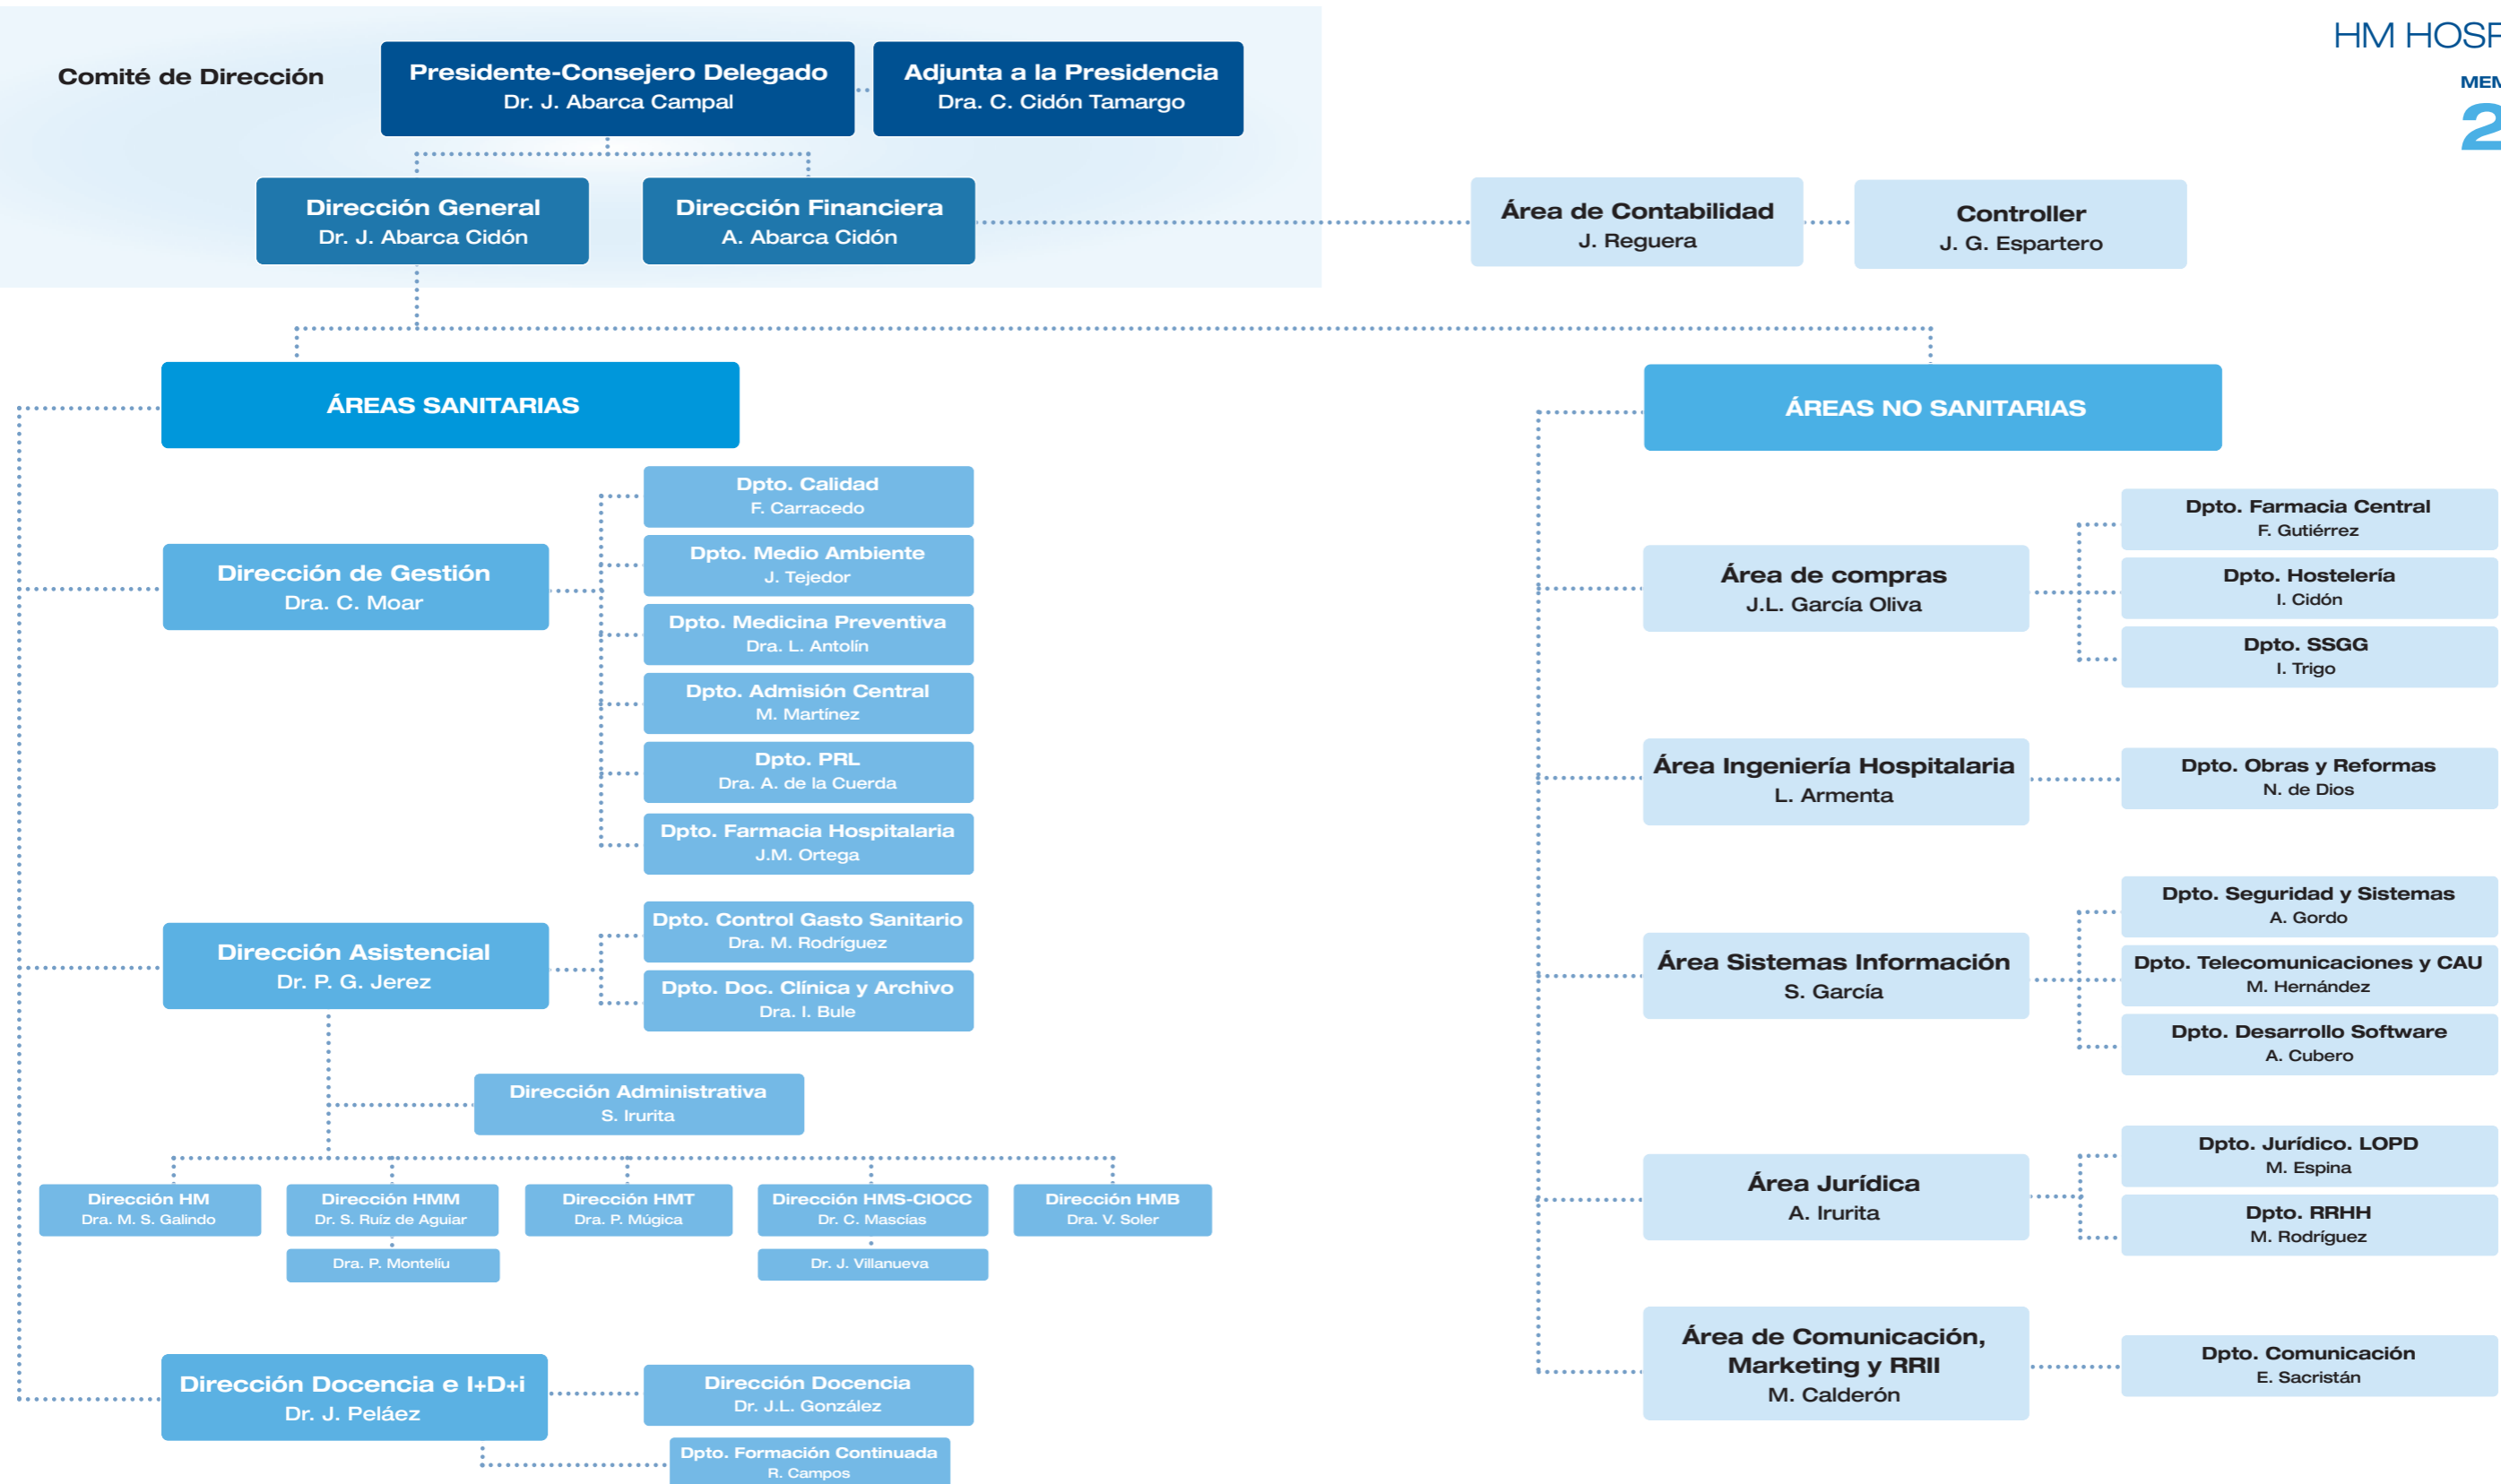 HM HOSP
Comité de Dirección
Presidente-Consejero Delegado
Dr. J. Abarca Campal
Adjunta a la Presidencia
Dra. C. Cidón Tamargo
Dirección General
Dr. J. Abarca Cidón
Dirección Financiera
A. Abarca Cidón
Área de Contabilidad
J. Reguera
Controller
J. G. Espartero
ÁREAS SANITARIAS
Dirección de Gestión
Dra. C. Moar
Dpto. Calidad
F. Carracedo
Dpto. Medio Ambiente
J. Tejedor
Dpto. Medicina Preventiva
Dra. L. Antolín
Dpto. Admisión Central
M. Martínez
Dpto. PRL
Dra. A. de la Cuerda
Dpto. Farmacia Hospitalaria
J.M. Ortega
Dirección Asistencial
Dr. P. G. Jerez
Dpto. Control Gasto Sanitario
Dra. M. Rodríguez
Dpto. Doc. Clínica y Archivo
Dra. I. Bule
Dirección Administrativa
S. Irurita
Dirección HM
Dra. M. S. Galindo
Dirección HMM
Dr. S. Ruíz de Aguiar
Dra. P. Montelíu
Dirección HMT
Dra. P. Múgica
Dirección HMS-CIOCC
Dr. C. Mascías
Dr. J. Villanueva
Dirección HMB
Dra. V. Soler
Dirección Docencia e I+D+i
Dr. J. Peláez
Dirección Docencia
Dr. J.L. González
Dpto. Formación Continuada
R. Campos
ÁREAS NO SANITARIAS
Área de compras
J.L. García Oliva
Dpto. Farmacia Central
F. Gutiérrez
Dpto. Hostelería
I. Cidón
Dpto. SSGG
I. Trigo
Área Ingeniería Hospitalaria
L. Armenta
Dpto. Obras y Reformas
N. de Dios
Área Sistemas Información
S. García
Dpto. Seguridad y Sistemas
A. Gordo
Dpto. Telecomunicaciones y CAU
M. Hernández
Dpto. Desarrollo Software
A. Cubero
Área Jurídica
A. Irurita
Dpto. Jurídico. LOPD
M. Espina
Dpto. RRHH
M. Rodríguez
Área de Comunicación,
Marketing y RRII
M. Calderón
Dpto. Comunicación
E. Sacristán